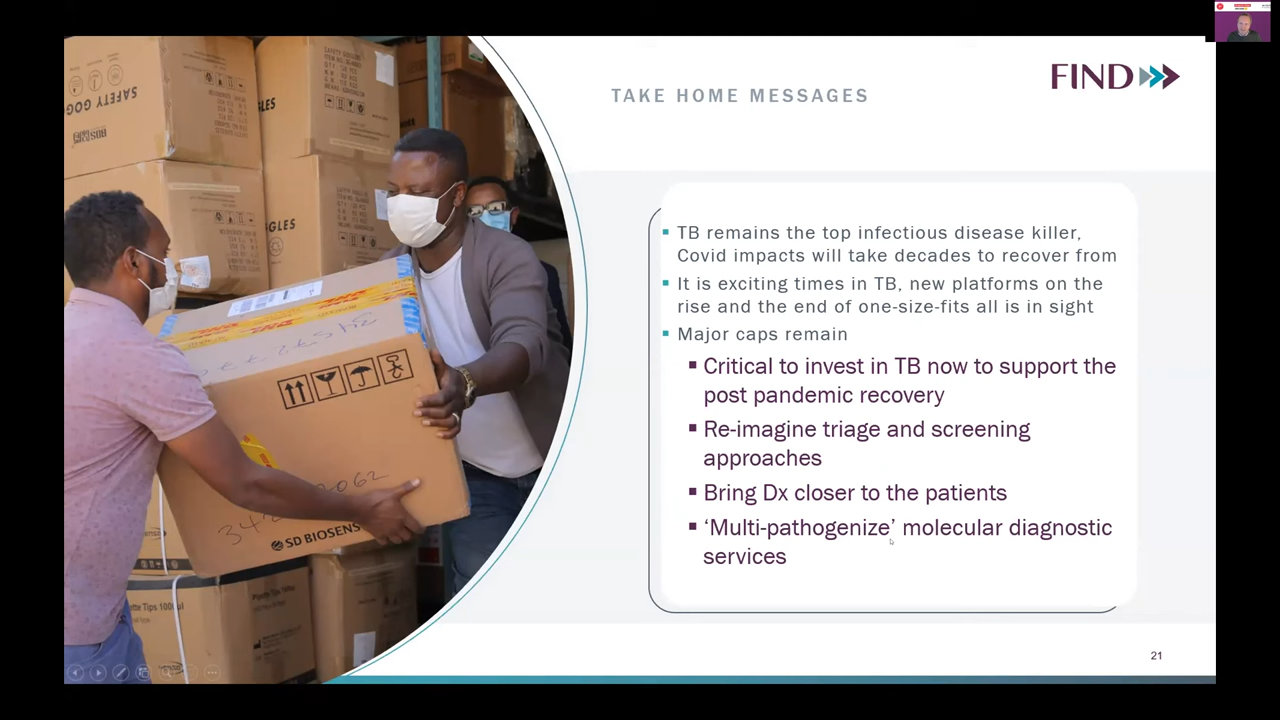 TAKE HOME MESSAGES
FIND
TB remains the top infectious disease killer,
Covid impacts will take decades to recover from
It is exciting times in TB, new platforms on the
rise and the end of one-size-fits all is in sight
Major caps remain
Critical to invest in TB now to support the
post pandemic recovery
Re-imagine triage and screening
approaches
Bring Dx closer to the patients
‘Multi-pathogenize’ molecular diagnostic
services
21
SAFETY GOG
GLES
GGLES
SD BIOSENS